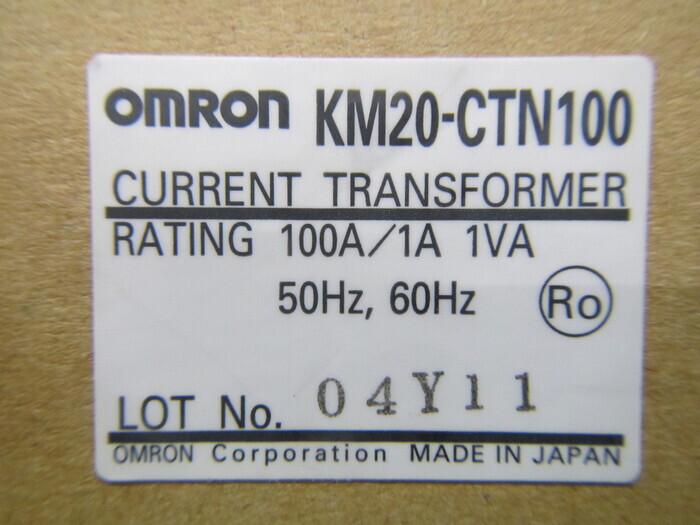 OMRON KM20-CTN100
CURRENT TRANSFORMER
RATING 100A/1A 1VA
50Hz, 60Hz Ro
LOT No. 04Y11
OMRON Corporation MADE IN JAPAN